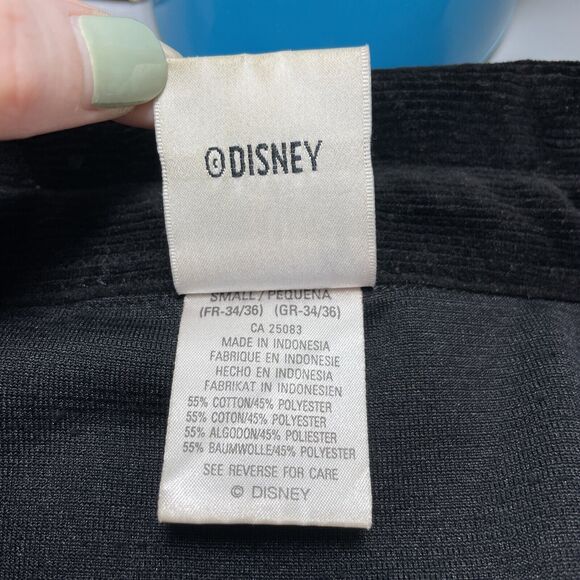 ©DISNEY
SMALL/PEQUENA
(FR-34/36) (GR-34/36)
CA 25083
MADE IN INDONESIA
FABRIQUE EN INDONESIE
HECHO EN INDONESIA
FABRIKAT IN INDONESIEN
55% COTTON/45% POLYESTER
55% COTON/45% POLYESTER
55% ALGODON/45% POLYESTER
55% BAUMWOLLE/45% POLYESTER
SEE REVERSE FOR CARE
© DISNEY